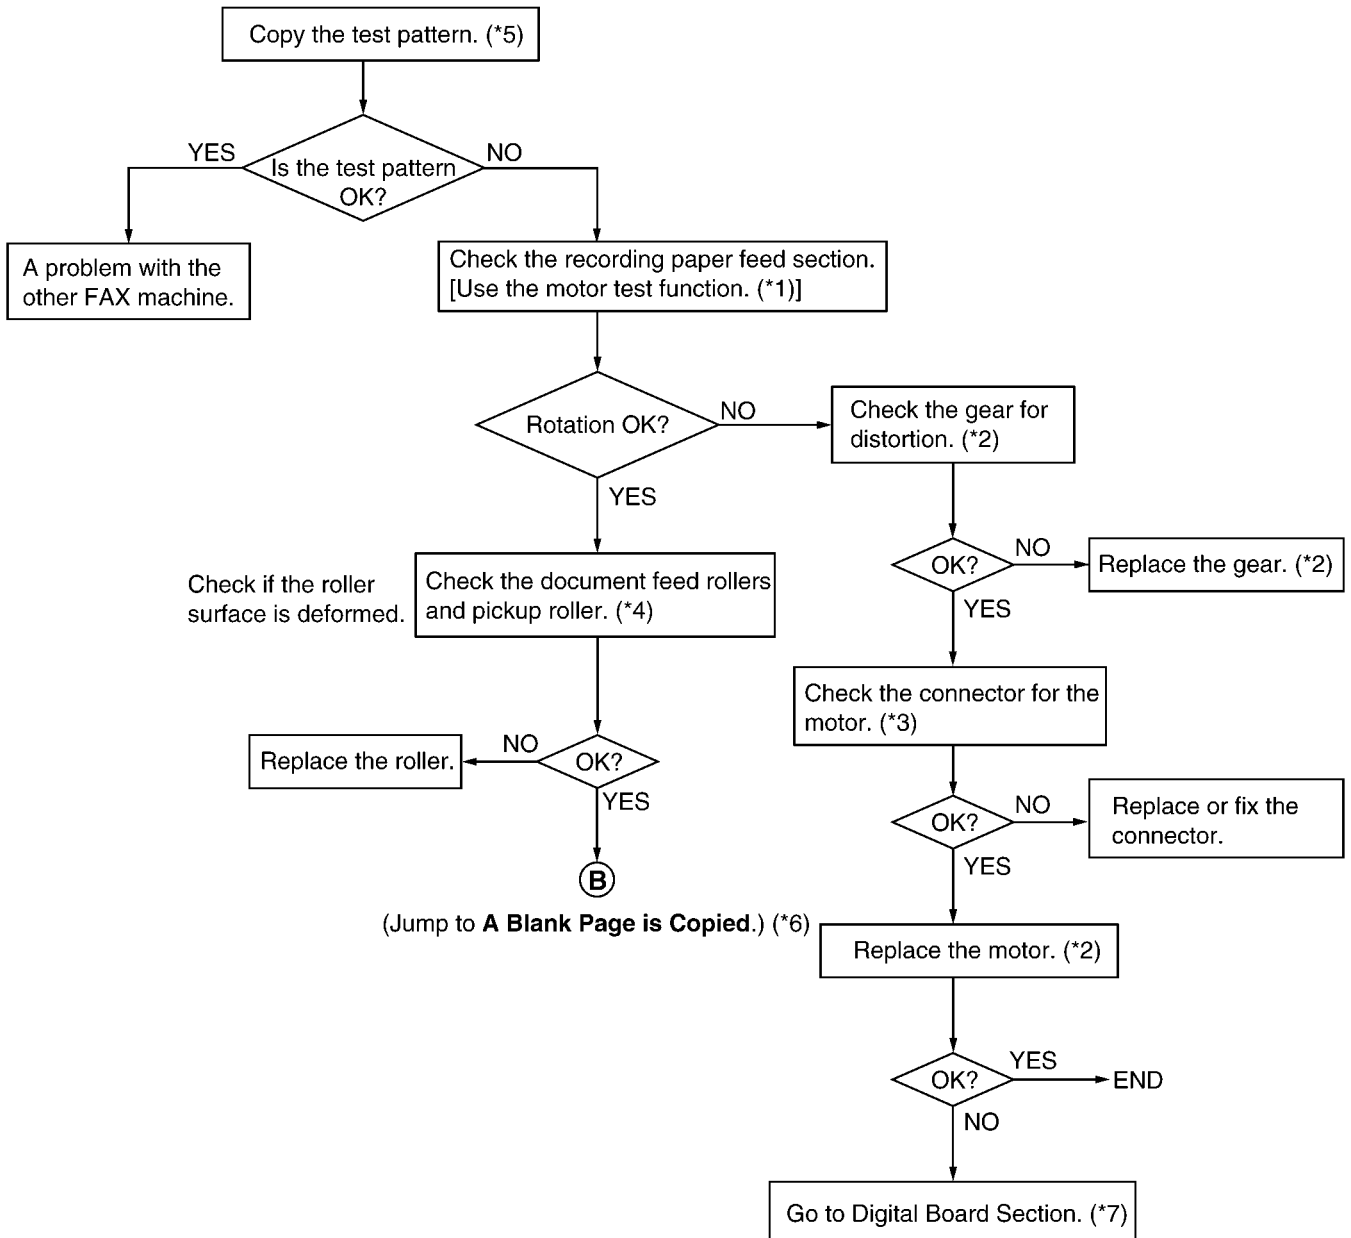 Copy the test pattern. (*5)
YES
NO
Is the test pattern
OK?
A problem with the
other FAX machine.
Check the recording paper feed section.
[Use the motor test function. (*1)]
Rotation OK?
NO
Check the gear for
distortion. (*2)
YES
Check if the roller
surface is deformed.
Check the document feed rollers
and pickup roller. (*4)
OK?
NO
Replace the gear. (*2)
YES
Check the connector for the
motor. (*3)
Replace the roller.
NO
OK?
YES
OK?
NO
Replace or fix the
connector.
YES
B
(Jump to A Blank Page is Copied.) (*6)
Replace the motor. (*2)
OK?
YES
END
NO
Go to Digital Board Section. (*7)